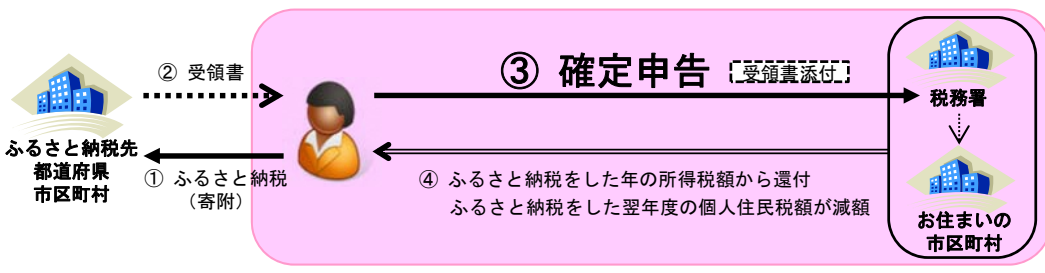 ② 受領書
ふるさと納税先
都道府県
市区町村
① ふるさと納税
（寄附）
③ 確定申告
受領書添付
税務署
④ ふるさと納税をした年の所得税額から還付
ふるさと納税をした翌年度の個人住民税額が減額
お住まいの
市区町村